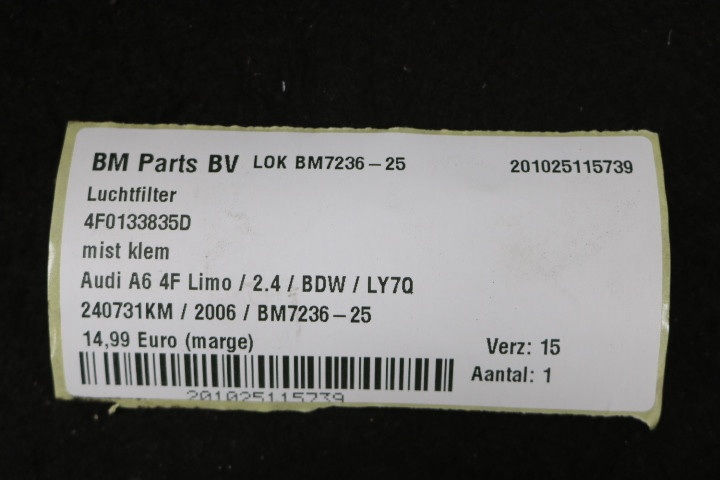 BM Parts BV LOK BM7236-25 201025115739
Luchtfilter
4F0133835D
mist klem
Audi A6 4F Limo / 2.4 / BDW / LY7Q
240731KM / 2006 / BM7236-25
14,99 Euro (marge) Verz: 15
Aantal: 1
201025115739